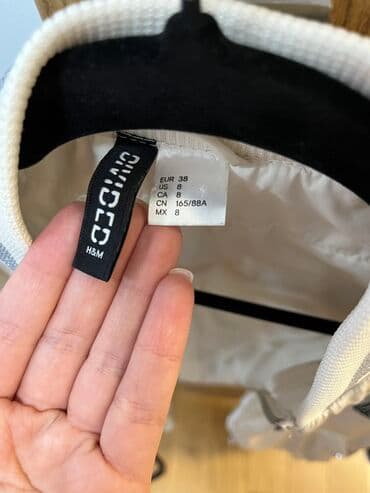 DIVIDED
H&M
EUR 38
US 8
CA 8
CN 165/88A
MX 8